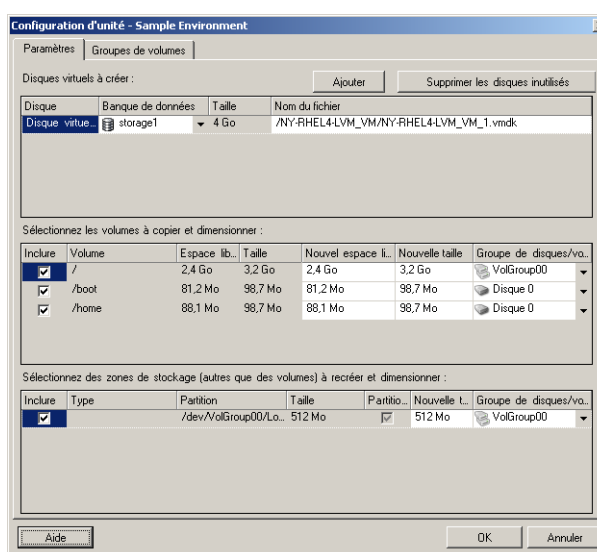 Configuration d'unité - Sample Environment
Paramètres Groupes de volumes
Disques virtuels à créer : Ajouter Supprimer les disques inutilisés
Disque Banque de données Taille Nom du fichier
Disque virtue... storage1 4 Go /NY-RHEL4-LVM_VM/NY-RHEL4-LVM_VM_1.vmdk
Sélectionnez les volumes à copier et dimensionner :
Inclure Volume Espace lib... Taille Nouvel espace li... Nouvelle taille Groupe de disques/vo...
/ 2,4 Go 3,2 Go 2,4 Go 3,2 Go VolGroup00
/boot 81,2 Mo 98,7 Mo 81,2 Mo 98,7 Mo Disque 0
/home 88,1 Mo 98,7 Mo 88,1 Mo 98,7 Mo Disque 0
Sélectionnez des zones de stockage (autres que des volumes) à recréer et dimensionner :
Inclure Type Partition Taille Partitio... Nouvelle t... Groupe de disques/vo...
/dev/VolGroup00/Lo... 512 Mo 512 Mo VolGroup00
Aide OK Annuler